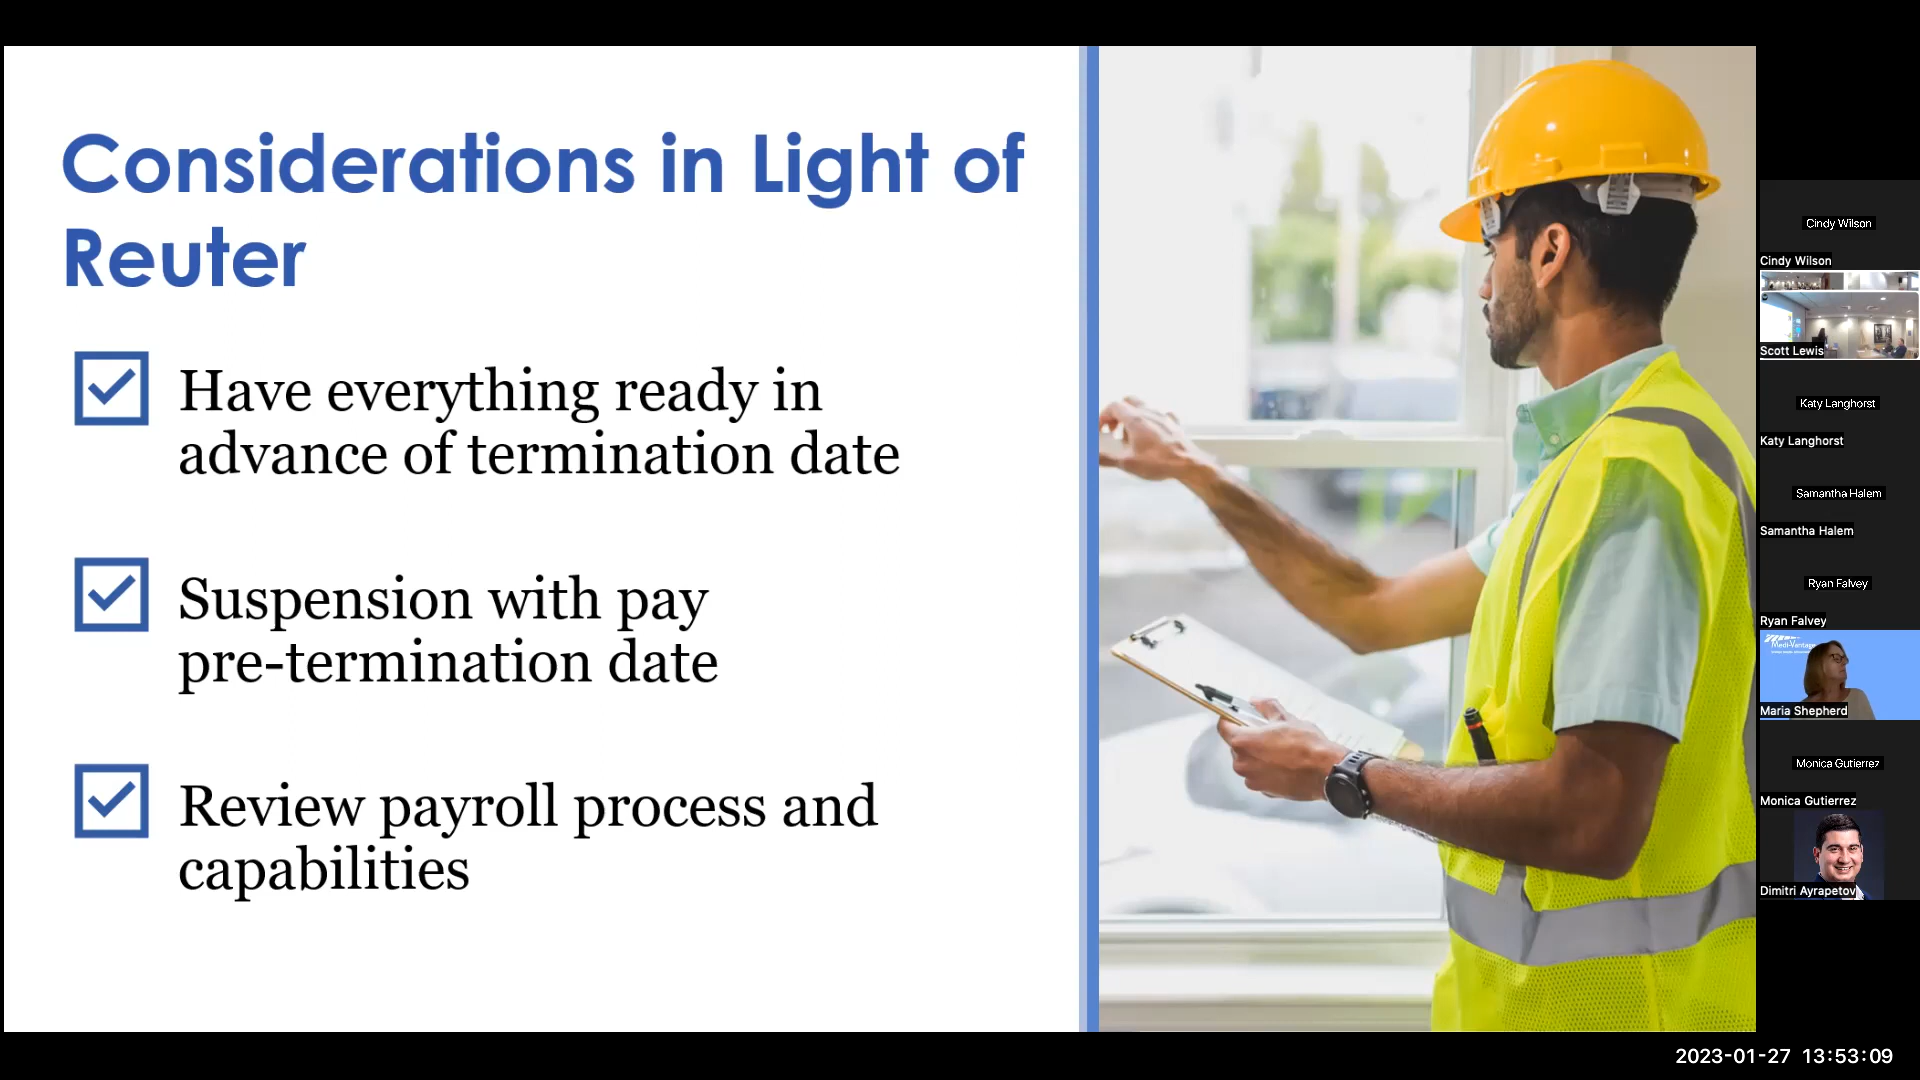 Considerations in Light of
Reuter
Have everything ready in
advance of termination date
Suspension with pay
pre-termination date
Review payroll process and
capabilities
Cindy Wilson
Cindy Wilson
Scott Lewis
Katy Langhorst
Katy Langhorst
Samantha Halem
Samantha Halem
Ryan Falvey
Ryan Falvey
Medi-Vantage
Maria Shepherd
Monica Gutierrez
Monica Gutierrez
Dimitri Ayrapetov
2023-01-27 13:53:09